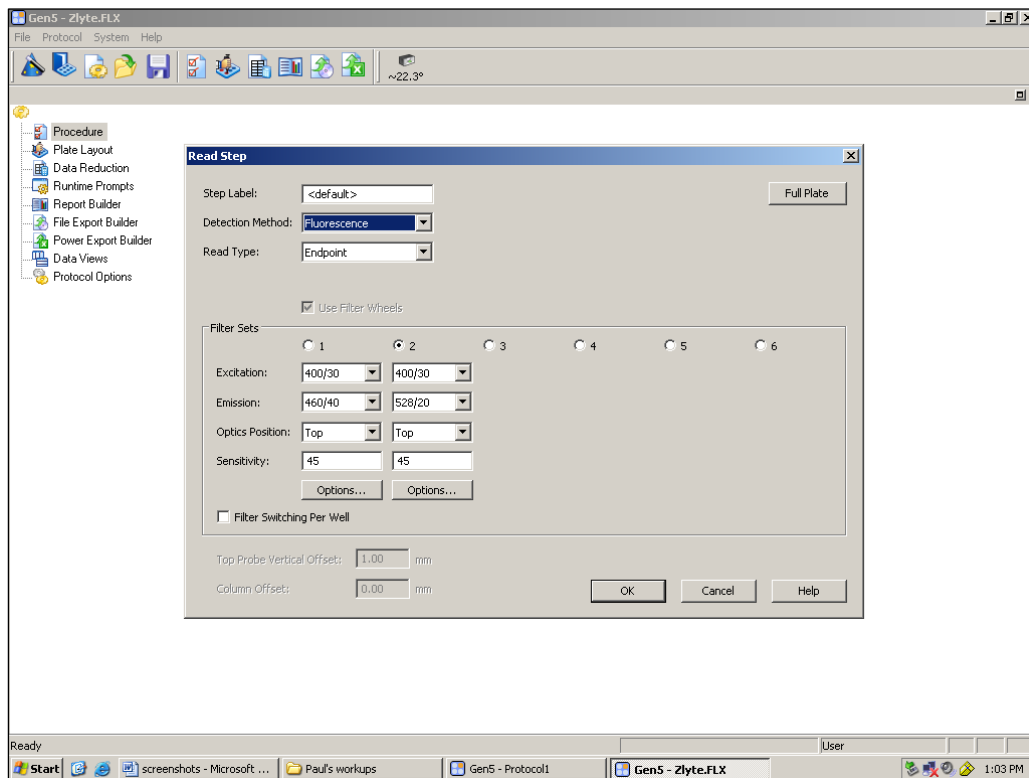 Gen5 - Zlyte.FLX
File Protocol System Help
~22.3°
Procedure
Plate Layout
Data Reduction
Runtime Prompts
Report Builder
File Export Builder
Power Export Builder
Data Views
Protocol Options
Read Step
Step Label: <default> Full Plate
Detection Method: Fluorescence
Read Type: Endpoint
Use Filter Wheels
Filter Sets
1 2 3 4 5 6
Excitation: 400/30 400/30
Emission: 460/40 528/20
Optics Position: Top Top
Sensitivity: 45 45
Options... Options...
Filter Switching Per Well
Top Probe Vertical Offset: 1.00 mm
Column Offset: 0.00 mm
OK Cancel Help
Ready User
Start screenshots - Microsoft ... Paul's workups Gen5 - Protocol1 Gen5 - Zlyte.FLX 1:03 PM